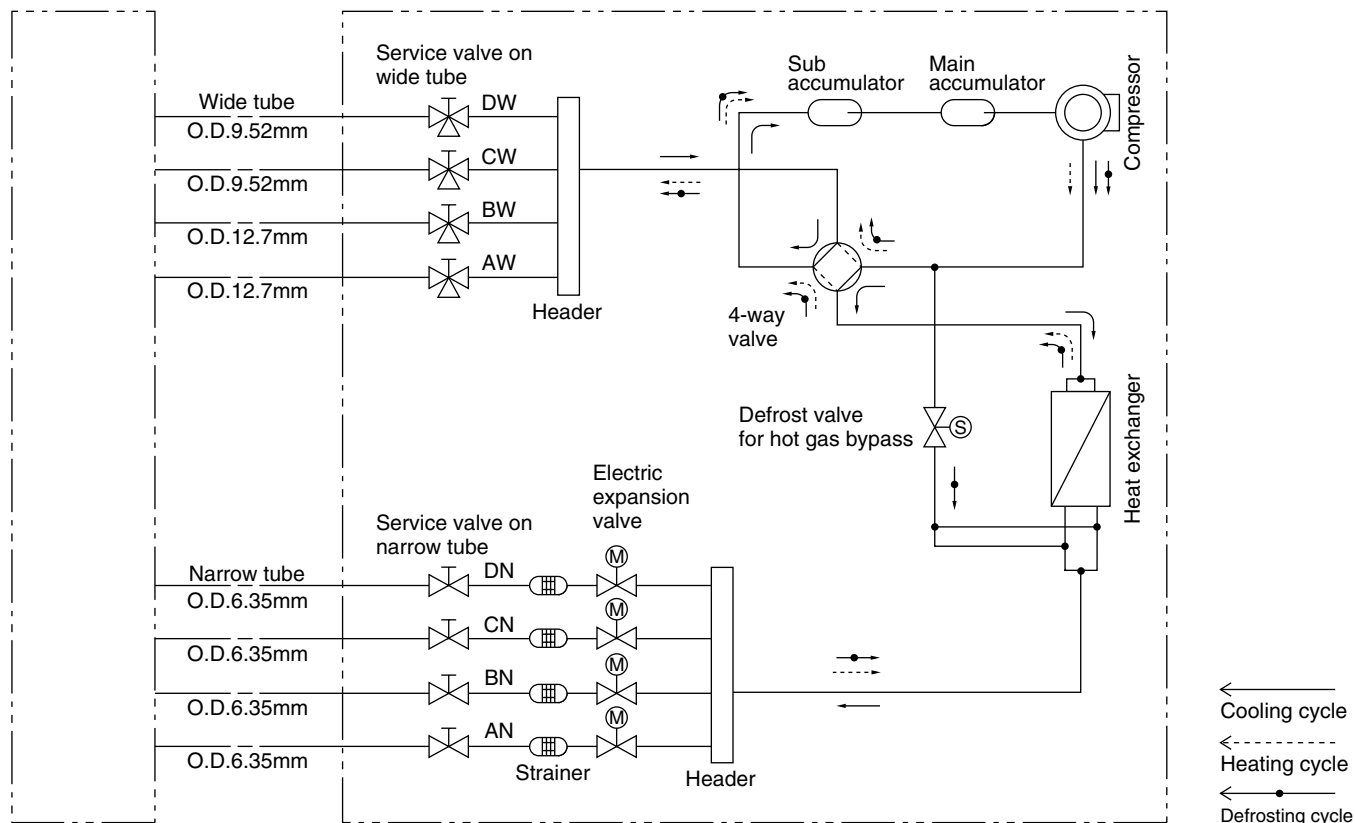 Service valve on
wide tube
Wide tube
O.D.9.52mm
DW
O.D.9.52mm
CW
O.D.12.7mm
BW
O.D.12.7mm
AW
Header
Sub
accumulator
Main
accumulator
Compressor
4-way
valve
Defrost valve
for hot gas bypass
S
Heat exchanger
Electric
expansion
valve
Service valve on
narrow tube
Narrow tube
O.D.6.35mm
DN
M
O.D.6.35mm
CN
M
O.D.6.35mm
BN
M
O.D.6.35mm
AN
M
Strainer
Header
Cooling cycle
Heating cycle
Defrosting cycle